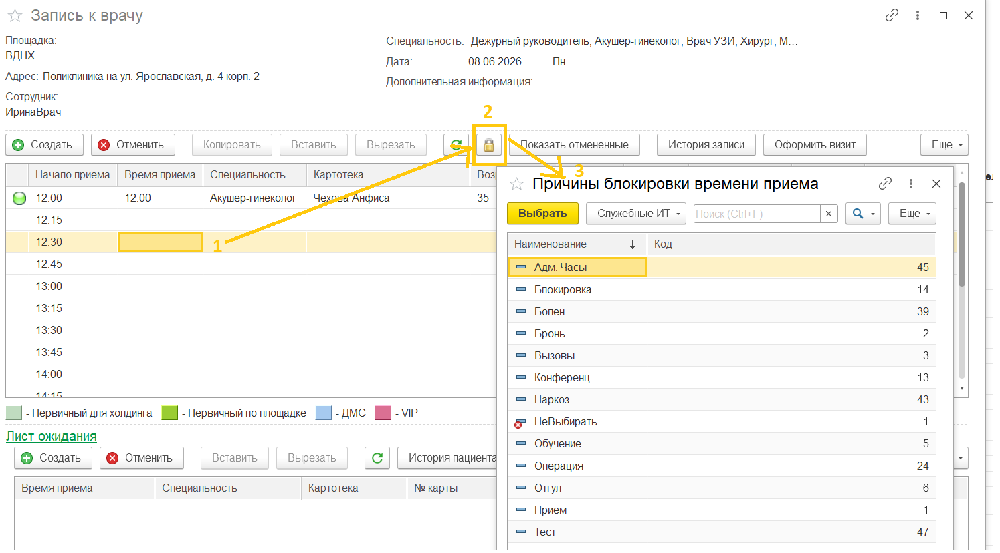 Запись к врачу
Площадка:
ВДНХ
Адрес: Поликлиника на ул. Ярославская, д. 4 корп. 2
Сотрудник:
ИринаВрач
Специальность: Дежурный руководитель, Акушер-гинеколог, Врач УЗИ, Хирург, М...
Дата: 08.06.2026 Пн
Дополнительная информация:
2
Создать Отменить Копировать Вставить Вырезать Показать отмененные История записи Оформить визит Еще
Начало приема Время приема Специальность Картотека Возр
12:00 12:00 Акушер-гинеколог Чехова Анфиса 35
12:15
12:30
1
12:45
13:00
13:15
13:30
13:45
14:00
14:15
- Первичный для холдинга - Первичный по площадке - ДМС - VIP
Лист ожидания
Создать Отменить Вставить Вырезать История пациента
Время приема Специальность Картотека № карты
3
Причины блокировки времени приема
Выбрать Служебные ИТ Поиск (Ctrl+F) Еще
Наименование Код
Адм. Часы 45
Блокировка 14
Болен 39
Бронь 2
Вызовы 3
Конференц 13
Наркоз 43
НеВыбирать 1
Обучение 5
Операция 24
Отгул 6
Прием 1
Тест 47